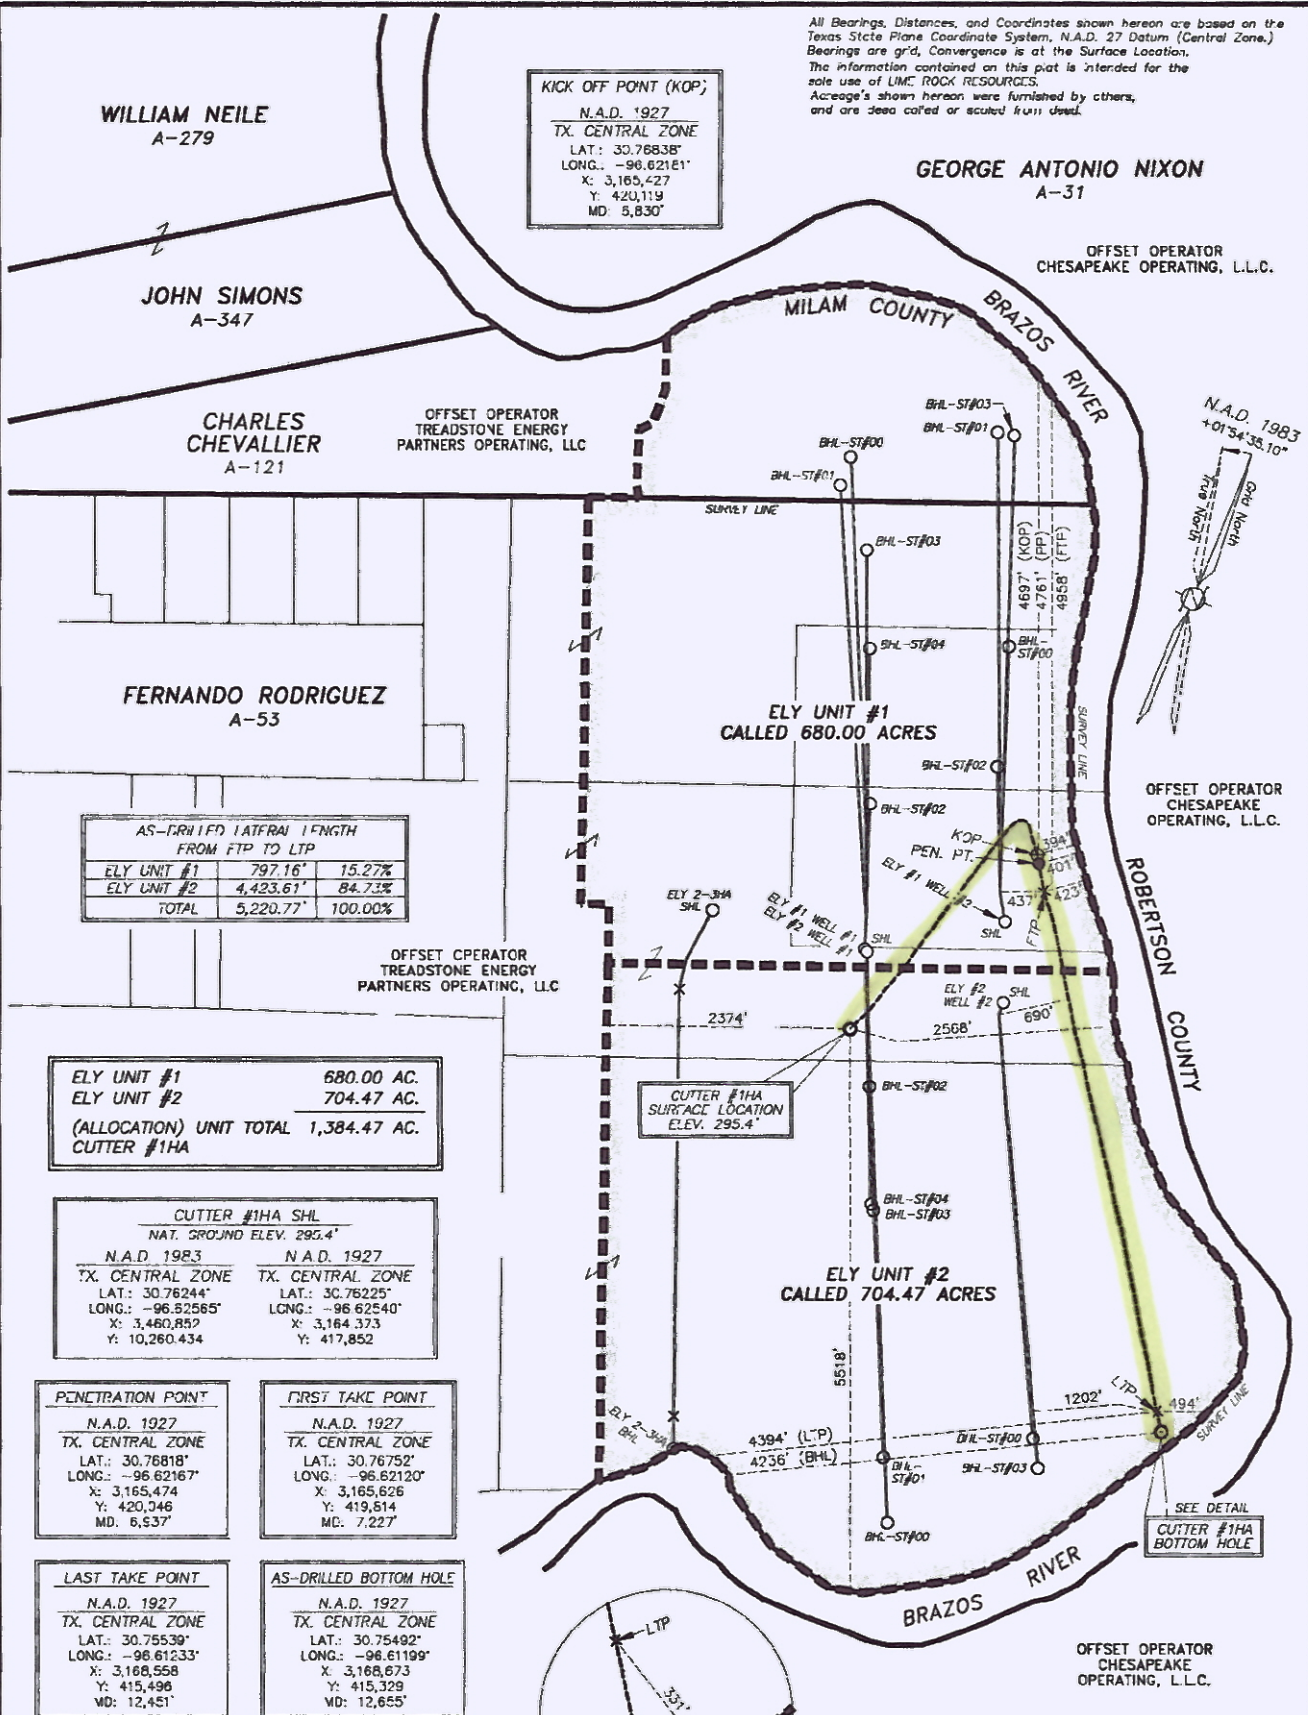 All Bearings, Distances, and Coordinates shown hereon are based on the
Texas State Plane Coordinate System, N.A.D. 27 Datum (Central Zone.)
Bearings are grid, Convergence is at the Surface Location.
The information contained on this plat is intended for the
sole use of LIME ROCK RESOURCES.
Acreage's shown hereon were furnished by others,
and are deed called or scaled from deed.
KICK OFF POINT (KOP)
N.A.D. 1927
TX. CENTRAL ZONE
LAT.: 30.76838°
LONG.: -96.62181°
X: 3,165,427
Y: 420,119
MD: 5,830'
WILLIAM NEILE
A-279
GEORGE ANTONIO NIXON
A-31
OFFSET OPERATOR
CHESAPEAKE OPERATING, L.L.C.
JOHN SIMONS
A-347
MILAM COUNTY
BRAZOS RIVER
CHARLES
CHEVALLIER
A-121
OFFSET OPERATOR
TREADSTONE ENERGY
PARTNERS OPERATING, LLC
BHL-ST#03
BHL-ST#01
BHL-ST#00
BHL-ST#01
N.A.D. 1983
+01°54'35.10"
True North
Grid North
SURVEY LINE
BHL-ST#03
4697' (KOP)
4761' (PP)
4958' (FTP)
BHL-ST#04
BHL-
ST#00
FERNANDO RODRIGUEZ
A-53
ELY UNIT #1
CALLED 680.00 ACRES
SURVEY LINE
BHL-ST#02
BHL-ST#02
OFFSET OPERATOR
CHESAPEAKE
OPERATING, L.L.C.
AS-DRILLED LATERAL LENGTH
FROM FTP TO LTP
ELY UNIT #1 797.16' 15.27%
ELY UNIT #2 4,423.61' 84.73%
TOTAL 5,220.77' 100.00%
KOP
PEN. PT.
394'
401'
ELY #1 WELL #2
437'
423'
SHL
FTP
ELY 2-3HA
SHL
ELY #1 WELL #1
ELY #2 WELL #1
SHL
ROBERTSON COUNTY
OFFSET OPERATOR
TREADSTONE ENERGY
PARTNERS OPERATING, LLC
ELY #2
WELL #2
SHL
690'
2374'
2568'
ELY UNIT #1 680.00 AC.
ELY UNIT #2 704.47 AC.
(ALLOCATION) UNIT TOTAL 1,384.47 AC.
CUTTER #1HA
CUTTER #1HA
SURFACE LOCATION
ELEV. 295.4'
BHL-ST#02
BHL-ST#04
BHL-ST#03
CUTTER #1HA SHL
NAT. GROUND ELEV. 295.4'
N.A.D. 1983 N.A.D. 1927
TX. CENTRAL ZONE TX. CENTRAL ZONE
LAT.: 30.76244° LAT.: 30.76225°
LONG.: -96.62565° LONG.: -96.62540°
X: 3,460,852 X: 3,164,373
Y: 10,260,434 Y: 417,852
ELY UNIT #2
CALLED 704.47 ACRES
5518'
PENETRATION POINT
N.A.D. 1927
TX. CENTRAL ZONE
LAT.: 30.76818°
LONG.: -96.62167°
X: 3,165,474
Y: 420,046
MD: 6,937'
FIRST TAKE POINT
N.A.D. 1927
TX. CENTRAL ZONE
LAT.: 30.76752°
LONG.: -96.62120°
X: 3,165,626
Y: 419,814
MD: 7,227'
LTP
1202'
494'
SURVEY LINE
ELY 2-3HA
BHL
4394' (LTP)
4236' (BHL)
BHL-ST#00
BHL-
ST#01
BHL-ST#03
BHL-ST#00
SEE DETAIL
CUTTER #1HA
BOTTOM HOLE
LAST TAKE POINT
N.A.D. 1927
TX. CENTRAL ZONE
LAT.: 30.75539°
LONG.: -96.61233°
X: 3,168,558
Y: 415,496
MD: 12,451'
AS-DRILLED BOTTOM HOLE
N.A.D. 1927
TX. CENTRAL ZONE
LAT.: 30.75492°
LONG.: -96.61199°
X: 3,168,673
Y: 415,329
MD: 12,655'
BRAZOS RIVER
LTP
331'
OFFSET OPERATOR
CHESAPEAKE
OPERATING, L.L.C.